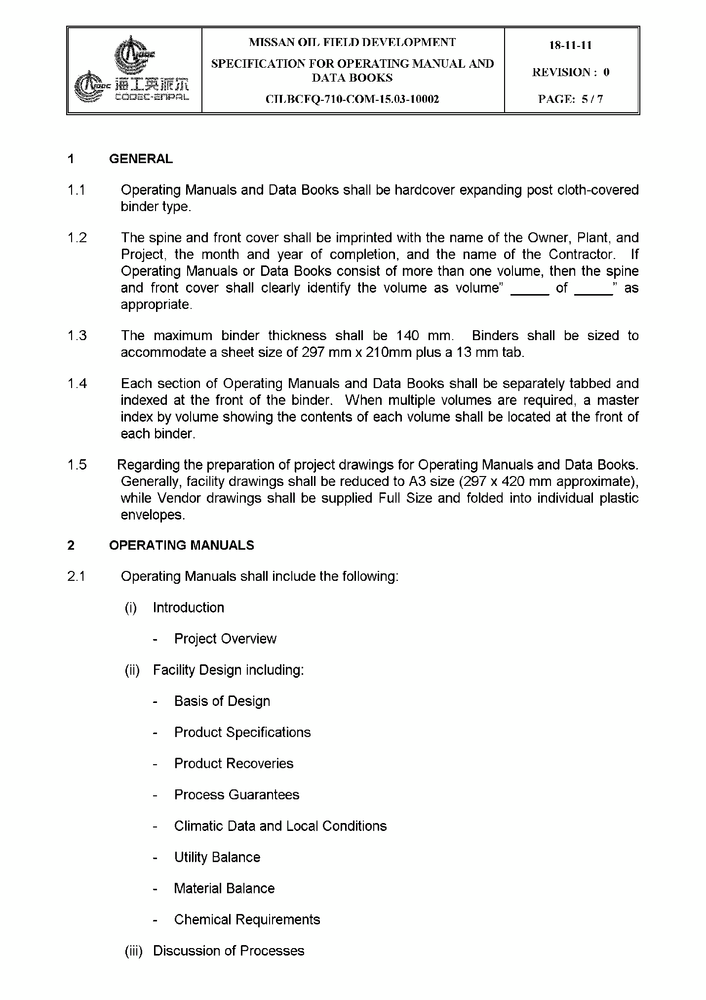 海工英派尔
COOEC-ENPAL
MISSAN OIL FIELD DEVELOPMENT
SPECIFICATION FOR OPERATING MANUAL AND
DATA BOOKS
CILBCFQ-710-COM-15.03-10002
18-11-11
REVISION : 0
PAGE: 5 / 7
1 GENERAL
1.1 Operating Manuals and Data Books shall be hardcover expanding post cloth-covered
binder type.
1.2 The spine and front cover shall be imprinted with the name of the Owner, Plant, and
Project, the month and year of completion, and the name of the Contractor. If
Operating Manuals or Data Books consist of more than one volume, then the spine
and front cover shall clearly identify the volume as volume” ______ of ______” as
appropriate.
1.3 The maximum binder thickness shall be 140 mm. Binders shall be sized to
accommodate a sheet size of 297 mm x 210mm plus a 13 mm tab.
1.4 Each section of Operating Manuals and Data Books shall be separately tabbed and
indexed at the front of the binder. When multiple volumes are required, a master
index by volume showing the contents of each volume shall be located at the front of
each binder.
1.5 Regarding the preparation of project drawings for Operating Manuals and Data Books.
Generally, facility drawings shall be reduced to A3 size (297 x 420 mm approximate),
while Vendor drawings shall be supplied Full Size and folded into individual plastic
envelopes.
2 OPERATING MANUALS
2.1 Operating Manuals shall include the following:
(i) Introduction
- Project Overview
(ii) Facility Design including:
- Basis of Design
- Product Specifications
- Product Recoveries
- Process Guarantees
- Climatic Data and Local Conditions
- Utility Balance
- Material Balance
- Chemical Requirements
(iii) Discussion of Processes